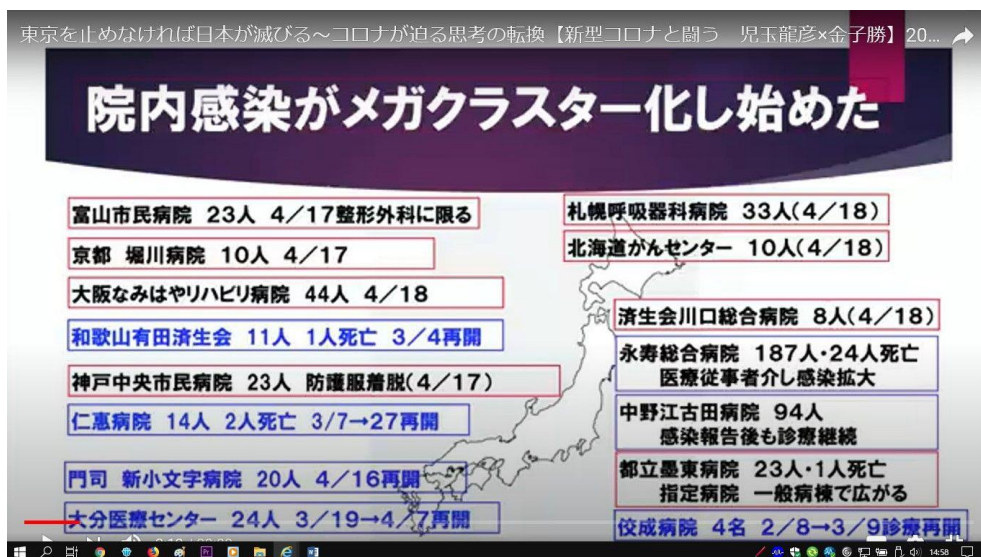 東京を止めなければ日本が滅びる～コロナが迫る思考の転換【新型コロナと闘う 児玉龍彦×金子勝】20...
院内感染がメガクラスター化し始めた
富山市民病院 23人 4/17整形外科に限る
京都 堀川病院 10人 4/17
大阪なみはやリハビリ病院 44人 4/18
和歌山有田済生会 11人 1人死亡 3/4再開
神戸中央市民病院 23人 防護服着脱(4/17)
仁恵病院 14人 2人死亡 3/7→27再開
門司 新小文字病院 20人 4/16再開
大分医療センター 24人 3/19→4/7再開
札幌呼吸器科病院 33人(4/18)
北海道がんセンター 10人(4/18)
済生会川口総合病院 8人(4/18)
永寿総合病院 187人・24人死亡
医療従事者介し感染拡大
中野江古田病院 94人
感染報告後も診療継続
都立墨東病院 23人・1人死亡
指定病院 一般病棟で広がる
佼成病院 4名 2/8→3/9診療再開
14:58